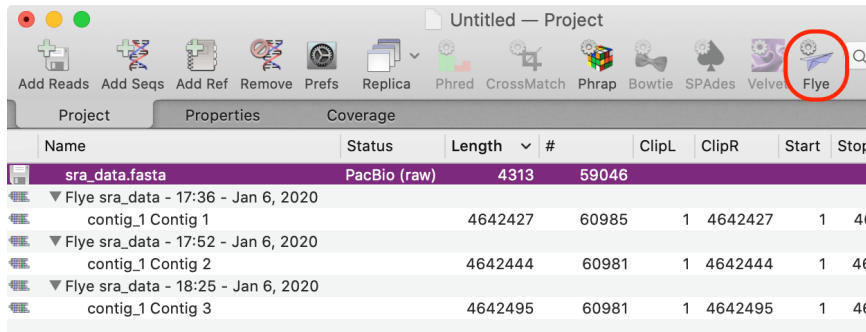 Untitled — Project
Add Reads Add Seqs Add Ref Remove Prefs Replica Phred CrossMatch Phrap Bowtie SPAdes Velvet Flye
Project Properties Coverage
Name Status Length # ClipL ClipR Start Stop
sra_data.fasta PacBio (raw) 4313 59046
Flye sra_data - 17:36 - Jan 6, 2020
contig_1 Contig 1 4642427 60985 1 4642427 1
Flye sra_data - 17:52 - Jan 6, 2020
contig_1 Contig 2 4642444 60981 1 4642444 1
Flye sra_data - 18:25 - Jan 6, 2020
contig_1 Contig 3 4642495 60981 1 4642495 1